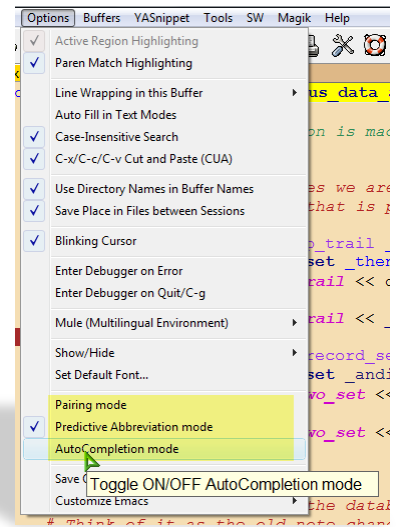 Options Buffers YASnippet Tools SW Magik Help
Active Region Highlighting
Paren Match Highlighting
Line Wrapping in this Buffer
us_data_
Auto Fill in Text Modes
on is mac
Case-Insensitive Search
C-x/C-c/C-v Cut and Paste (CUA)
Use Directory Names in Buffer Names
es we are
Save Place in Files between Sessions
that is p
Blinking Cursor
o_trail _
set _then
Enter Debugger on Error
rail << 
Enter Debugger on Quit/C-g
Mule (Multilingual Environment)
rail << _
Show/Hide
record_se
Set Default Font...
set _andi
wo_set <<
Pairing mode
Predictive Abbreviation mode
wo_set <<
AutoCompletion mode
Save
Toggle ON/OFF AutoCompletion mode
Customize Emacs
the datab
# Think of it as the old note chang